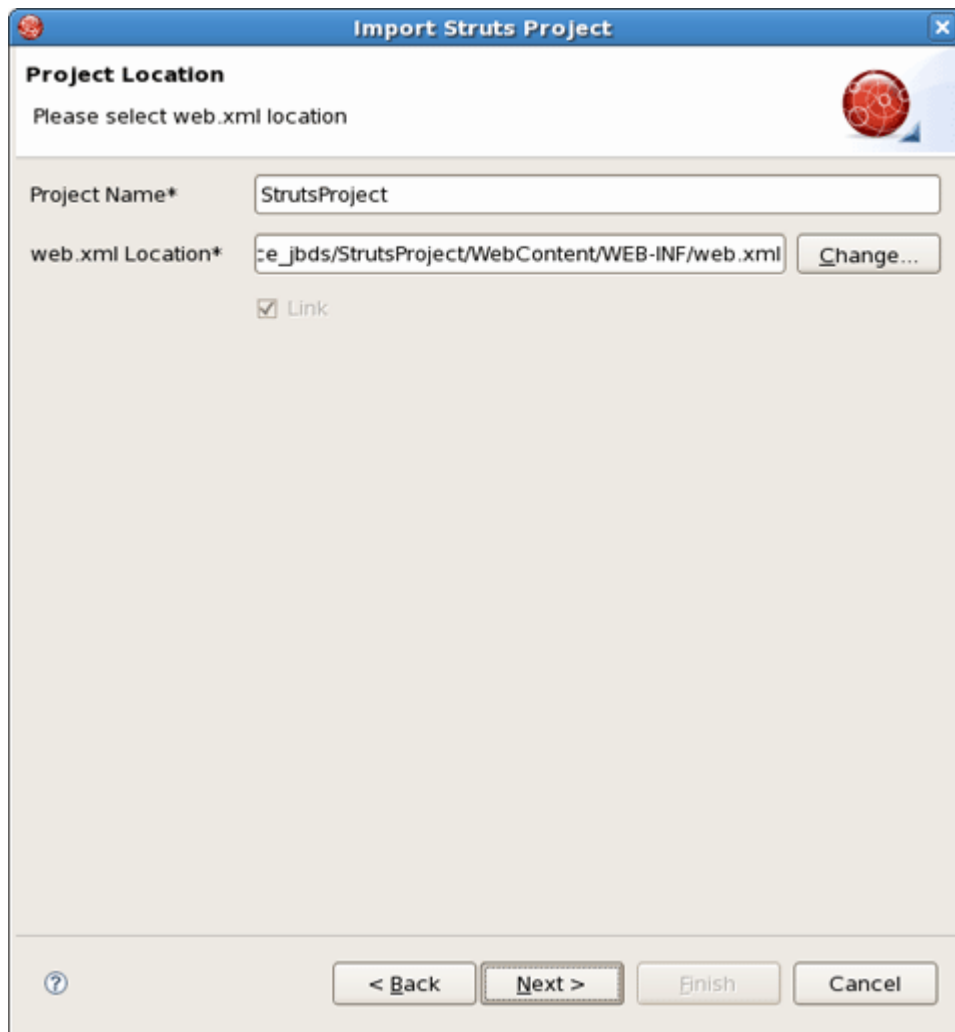 Import Struts Project
Project Location
Please select web.xml location
Project Name* StrutsProject
web.xml Location* ce_jbds/StrutsProject/WebContent/WEB-INF/web.xml Change...
Link
? < Back Next > Finish Cancel